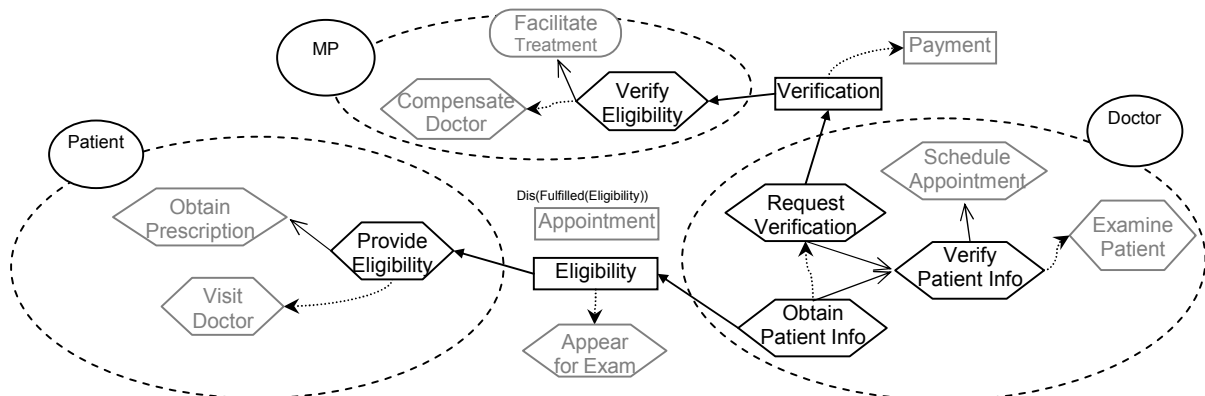 MP
Facilitate
Treatment
Payment
Compensate
Doctor
Verify
Eligibility
Verification
Patient
Doctor
Schedule
Appointment
Obtain
Prescription
Provide
Eligibility
Dis(Fulfilled(Eligibility))
Appointment
Request
Verification
Examine
Patient
Verify
Patient Info
Eligibility
Visit
Doctor
Obtain
Patient Info
Appear
for Exam